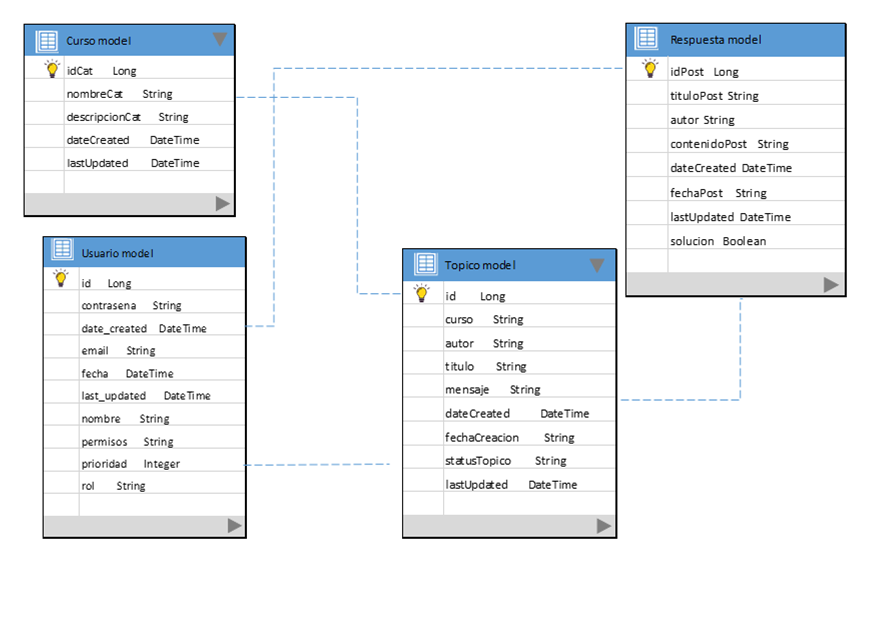 Curso model
idCat Long
nombreCat String
descripcionCat String
dateCreated DateTime
lastUpdated DateTime
Respuesta model
idPost Long
tituloPost String
autor String
contenidoPost String
dateCreated DateTime
fechaPost String
lastUpdated DateTime
solucion Boolean
Usuario model
id Long
contrasena String
date_created DateTime
email String
fecha DateTime
last_updated DateTime
nombre String
permisos String
prioridad Integer
rol String
Topico model
id Long
curso String
autor String
titulo String
mensaje String
dateCreated DateTime
fechaCreacion String
statusTopico String
lastUpdated DateTime